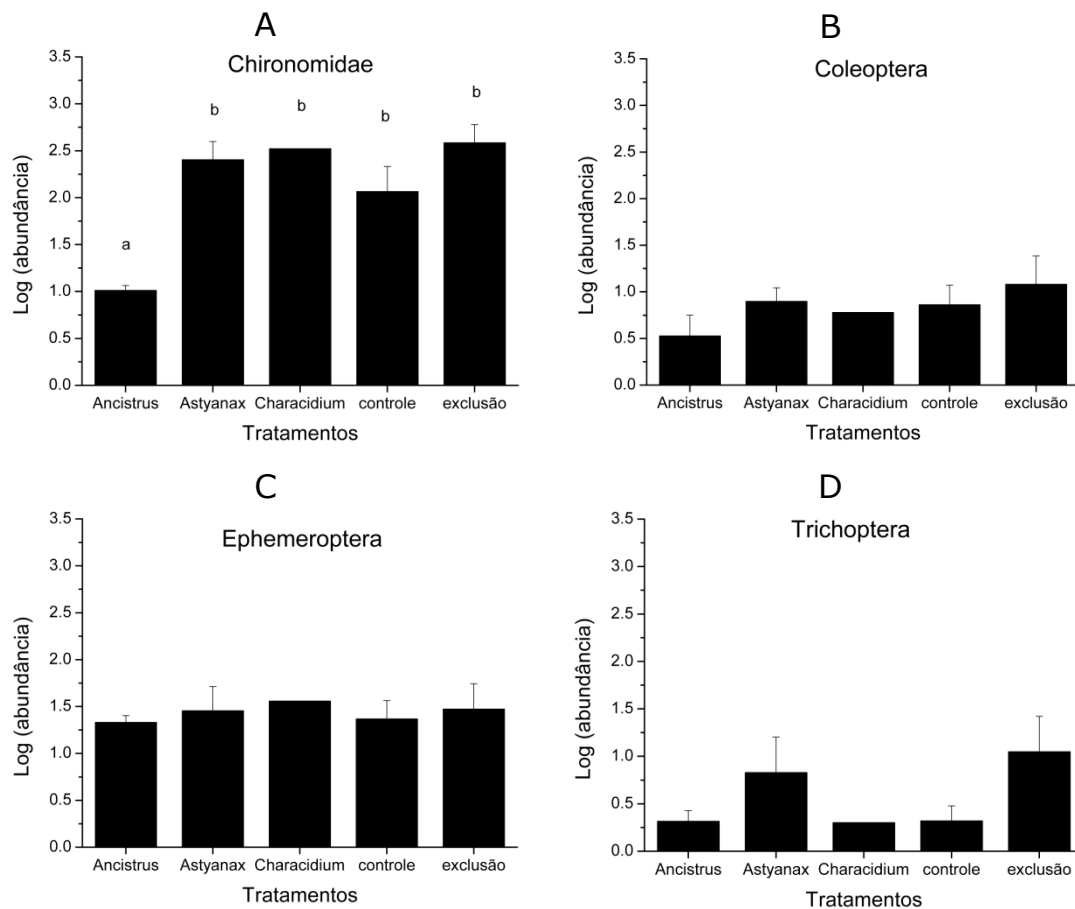 A
Chironomidae
Log (abundância)
3.5
3.0
2.5
2.0
1.5
1.0
0.5
0.0
a
b
b
b
b
Ancistrus Astyanax Characidium controle exclusão
Tratamentos
B
Coleoptera
Log (abundância)
3.5
3.0
2.5
2.0
1.5
1.0
0.5
0.0
Ancistrus Astyanax Characidium controle exclusão
Tratamentos
C
Ephemeroptera
Log (abundância)
3.5
3.0
2.5
2.0
1.5
1.0
0.5
0.0
Ancistrus Astyanax Characidium controle exclusão
Tratamentos
D
Trichoptera
Log (abundância)
3.5
3.0
2.5
2.0
1.5
1.0
0.5
0.0
Ancistrus Astyanax Characidium controle exclusão
Tratamentos